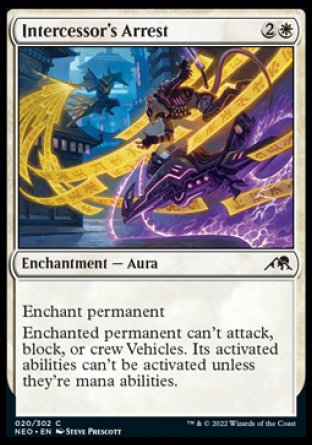 Intercessor's Arrest 2
Enchantment — Aura
Enchant permanent
Enchanted permanent can't attack,
block, or crew Vehicles. Its activated
abilities can't be activated unless
they're mana abilities.
020/302 C
NEO • EN STEVE PRESCOTT
™ & © 2022 Wizards of the Coast